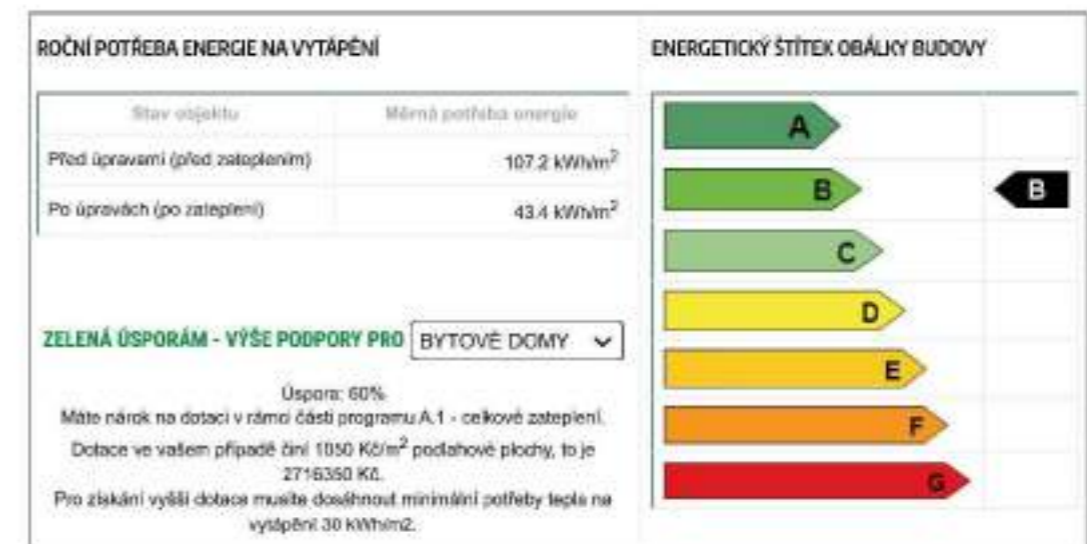 ROČNÍ POTŘEBA ENERGIE NA VYTÁPĚNÍ
Stav objektu Měrná potřeba energie
Před úpravami (před zateplením) 107.2 kWh/m²
Po úpravách (po zateplení) 43.4 kWh/m²
ZELENÁ ÚSPORÁM - VÝŠE PODPORY PRO BYTOVÉ DOMY
Úspora: 60%
Máte nárok na dotaci v rámci části programu A.1 - celkové zateplení.
Dotace ve vašem případě činí 1050 Kč/m² podlahové plochy, to je
2716350 Kč.
Pro získání vyšší dotace musíte dosáhnout minimální potřeby tepla na
vytápění 30 kWh/m2.
ENERGETICKÝ ŠTÍTEK OBÁLKY BUDOVY
A
B B
C
D
E
F
G